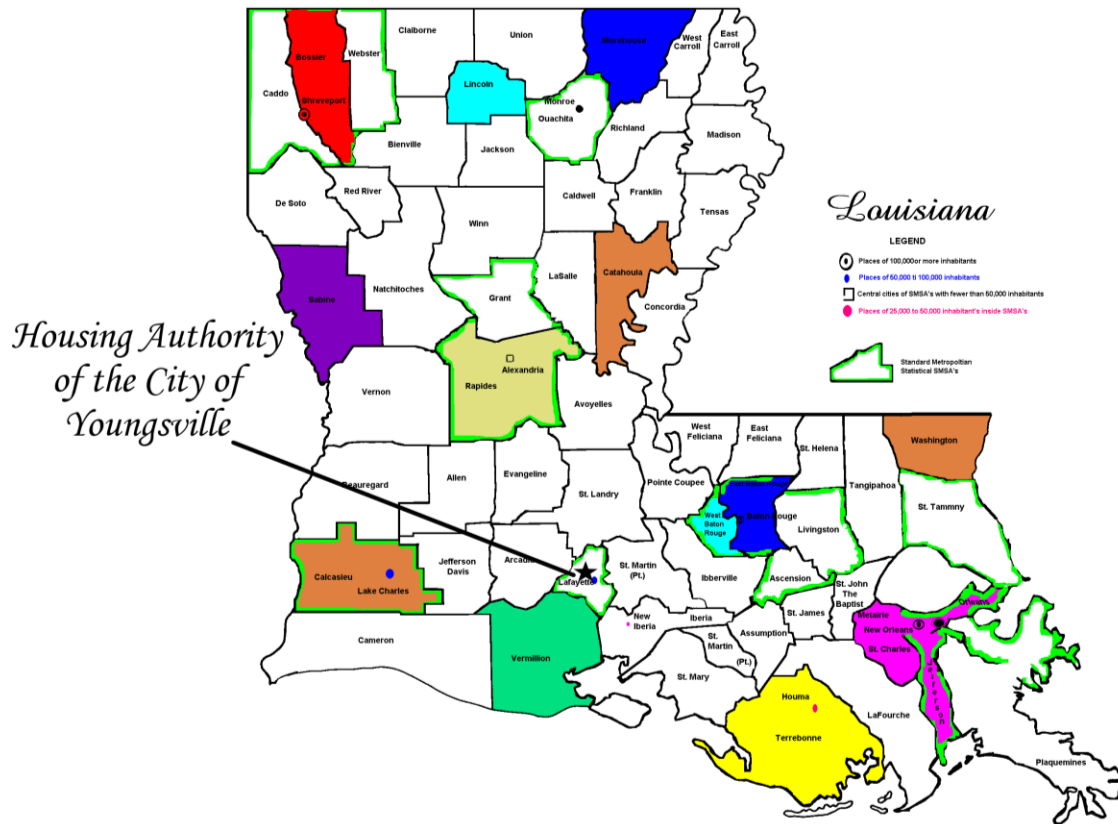 Claiborne
Union
Morehouse
West
Carroll
East
Carroll
Bossier
Webster
Lincoln
Caddo
Shreveport
Monroe
Ouachita
Richland
Madison
Bienville
Jackson
Caldwell
Franklin
Tensas
De Soto
Red River
Winn
Louisiana
LEGEND
Places of 100,000or more inhabitants
Places of 50,000 ti 100,000 inhabitants
Central cities of SMSA's with fewer than 50,000 inhabitants
Places of 25,000 to 50,000 inhabitant's inside SMSA's
Standard Metropoltian
Statistical SMSA's
Sabine
Natchitoches
Grant
LaSalle
Catahoula
Concordia
Housing Authority
of the City of
Youngsville
Alexandria
Rapides
Vernon
Avoyelles
West
Feliciana
East
Feliciana
St. Helena
Washington
Beauregard
Allen
Evangeline
St. Landry
Pointe Coupee
West
Baton
Rouge
Baton Rouge
Livingston
Tangipahoa
St. Tammny
Calcasieu
Lake Charles
Jefferson
Davis
Arcadia
Lafayette
St. Martin
(Pt.)
Ibberville
Ascension
St. John
The
Baptist
St. James
Cameron
Vermillion
New
Iberia
Iberia
St.
Martin
(Pt.)
Assumption
St. Mary
Metairie
Orleans
New Orleans
St. Charles
Jefferson
Houma
Terrebonne
LaFourche
Plaquemines